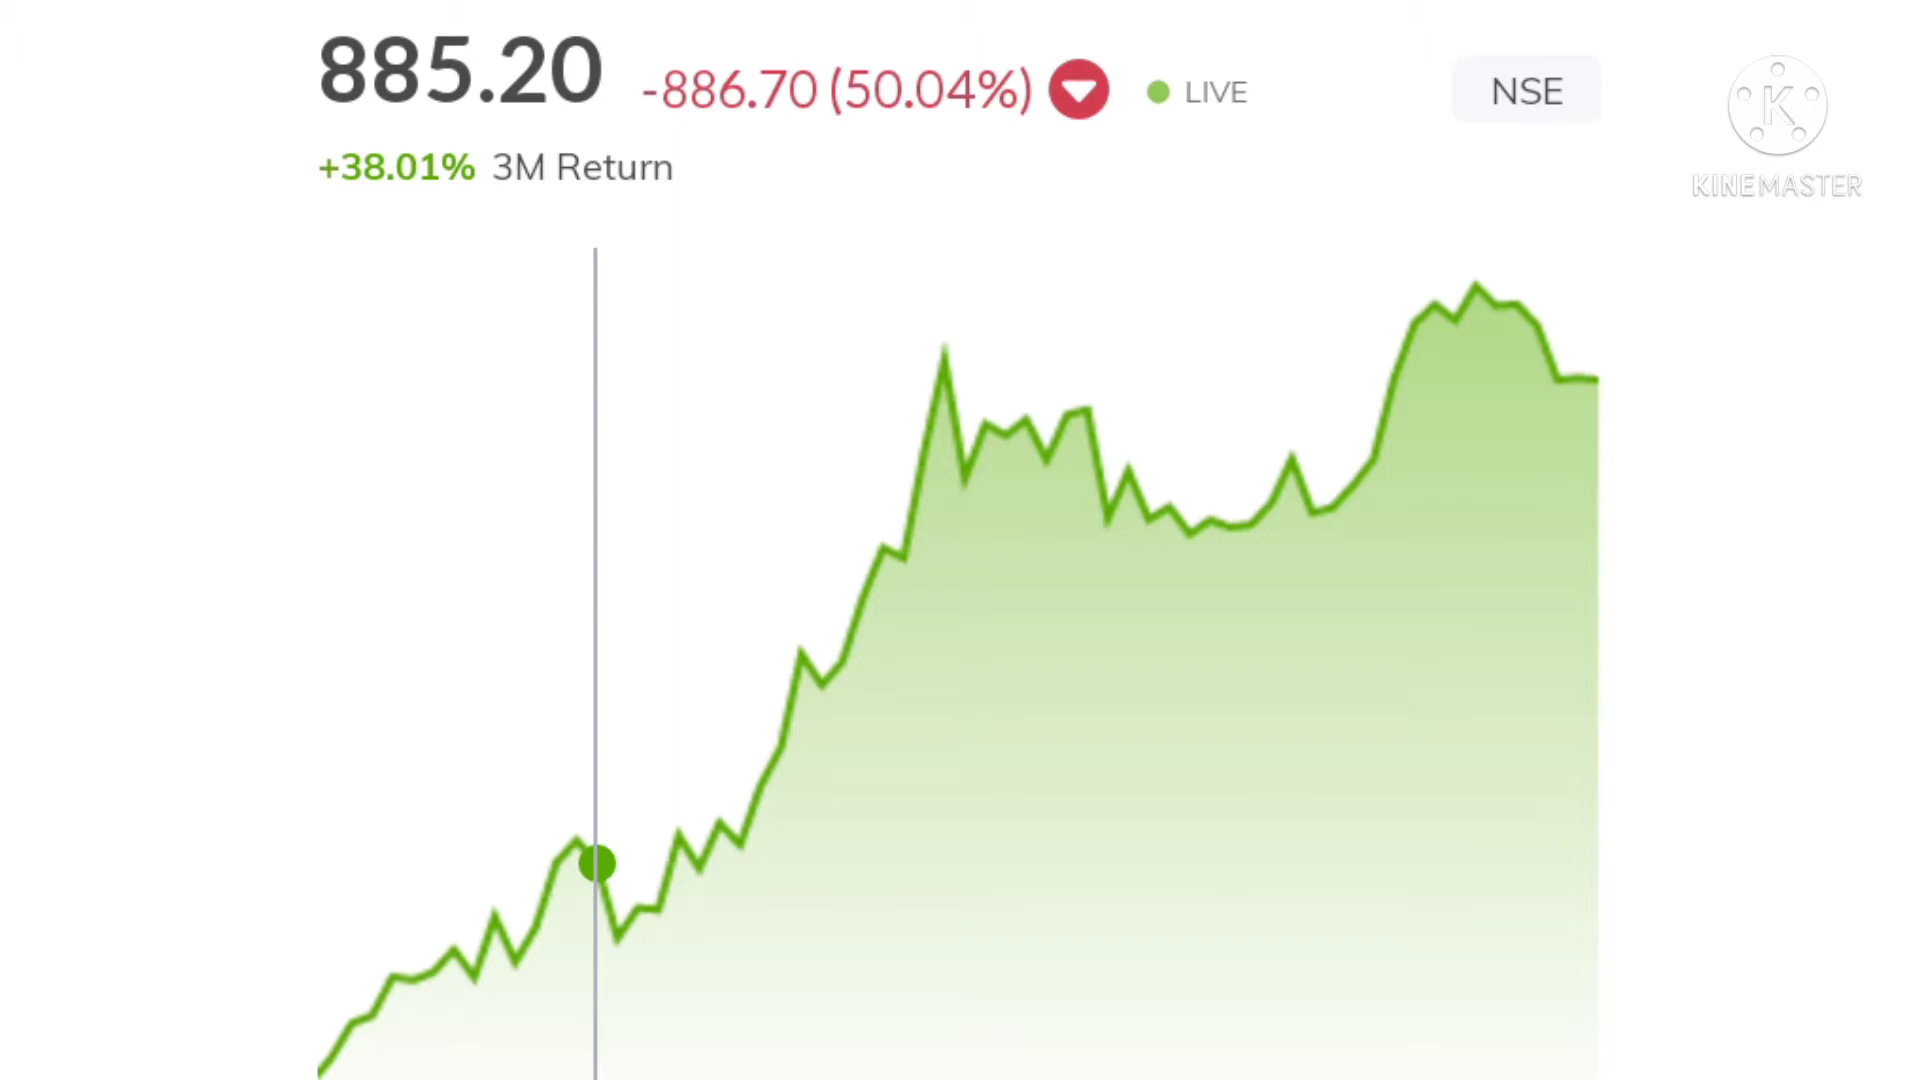 885.20 -886.70 (50.04%) LIVE NSE
+38.01% 3M Return
K
KINEMASTER